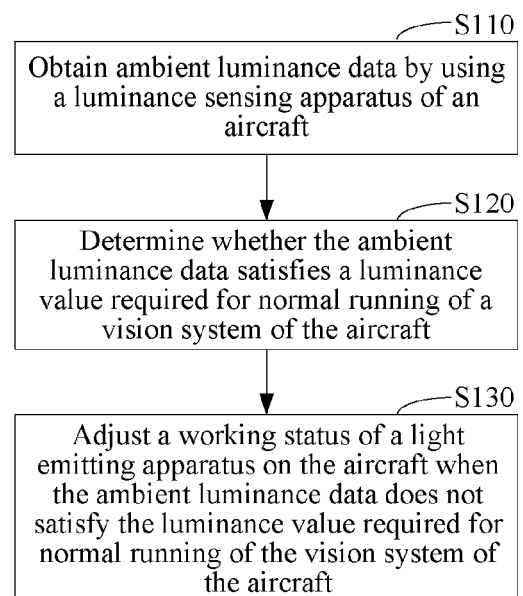 S110
Obtain ambient luminance data by using
a luminance sensing apparatus of an
aircraft
S120
Determine whether the ambient
luminance data satisfies a luminance
value required for normal running of a
vision system of the aircraft
S130
Adjust a working status of a light
emitting apparatus on the aircraft when
the ambient luminance data does not
satisfy the luminance value required for
normal running of the vision system of
the aircraft